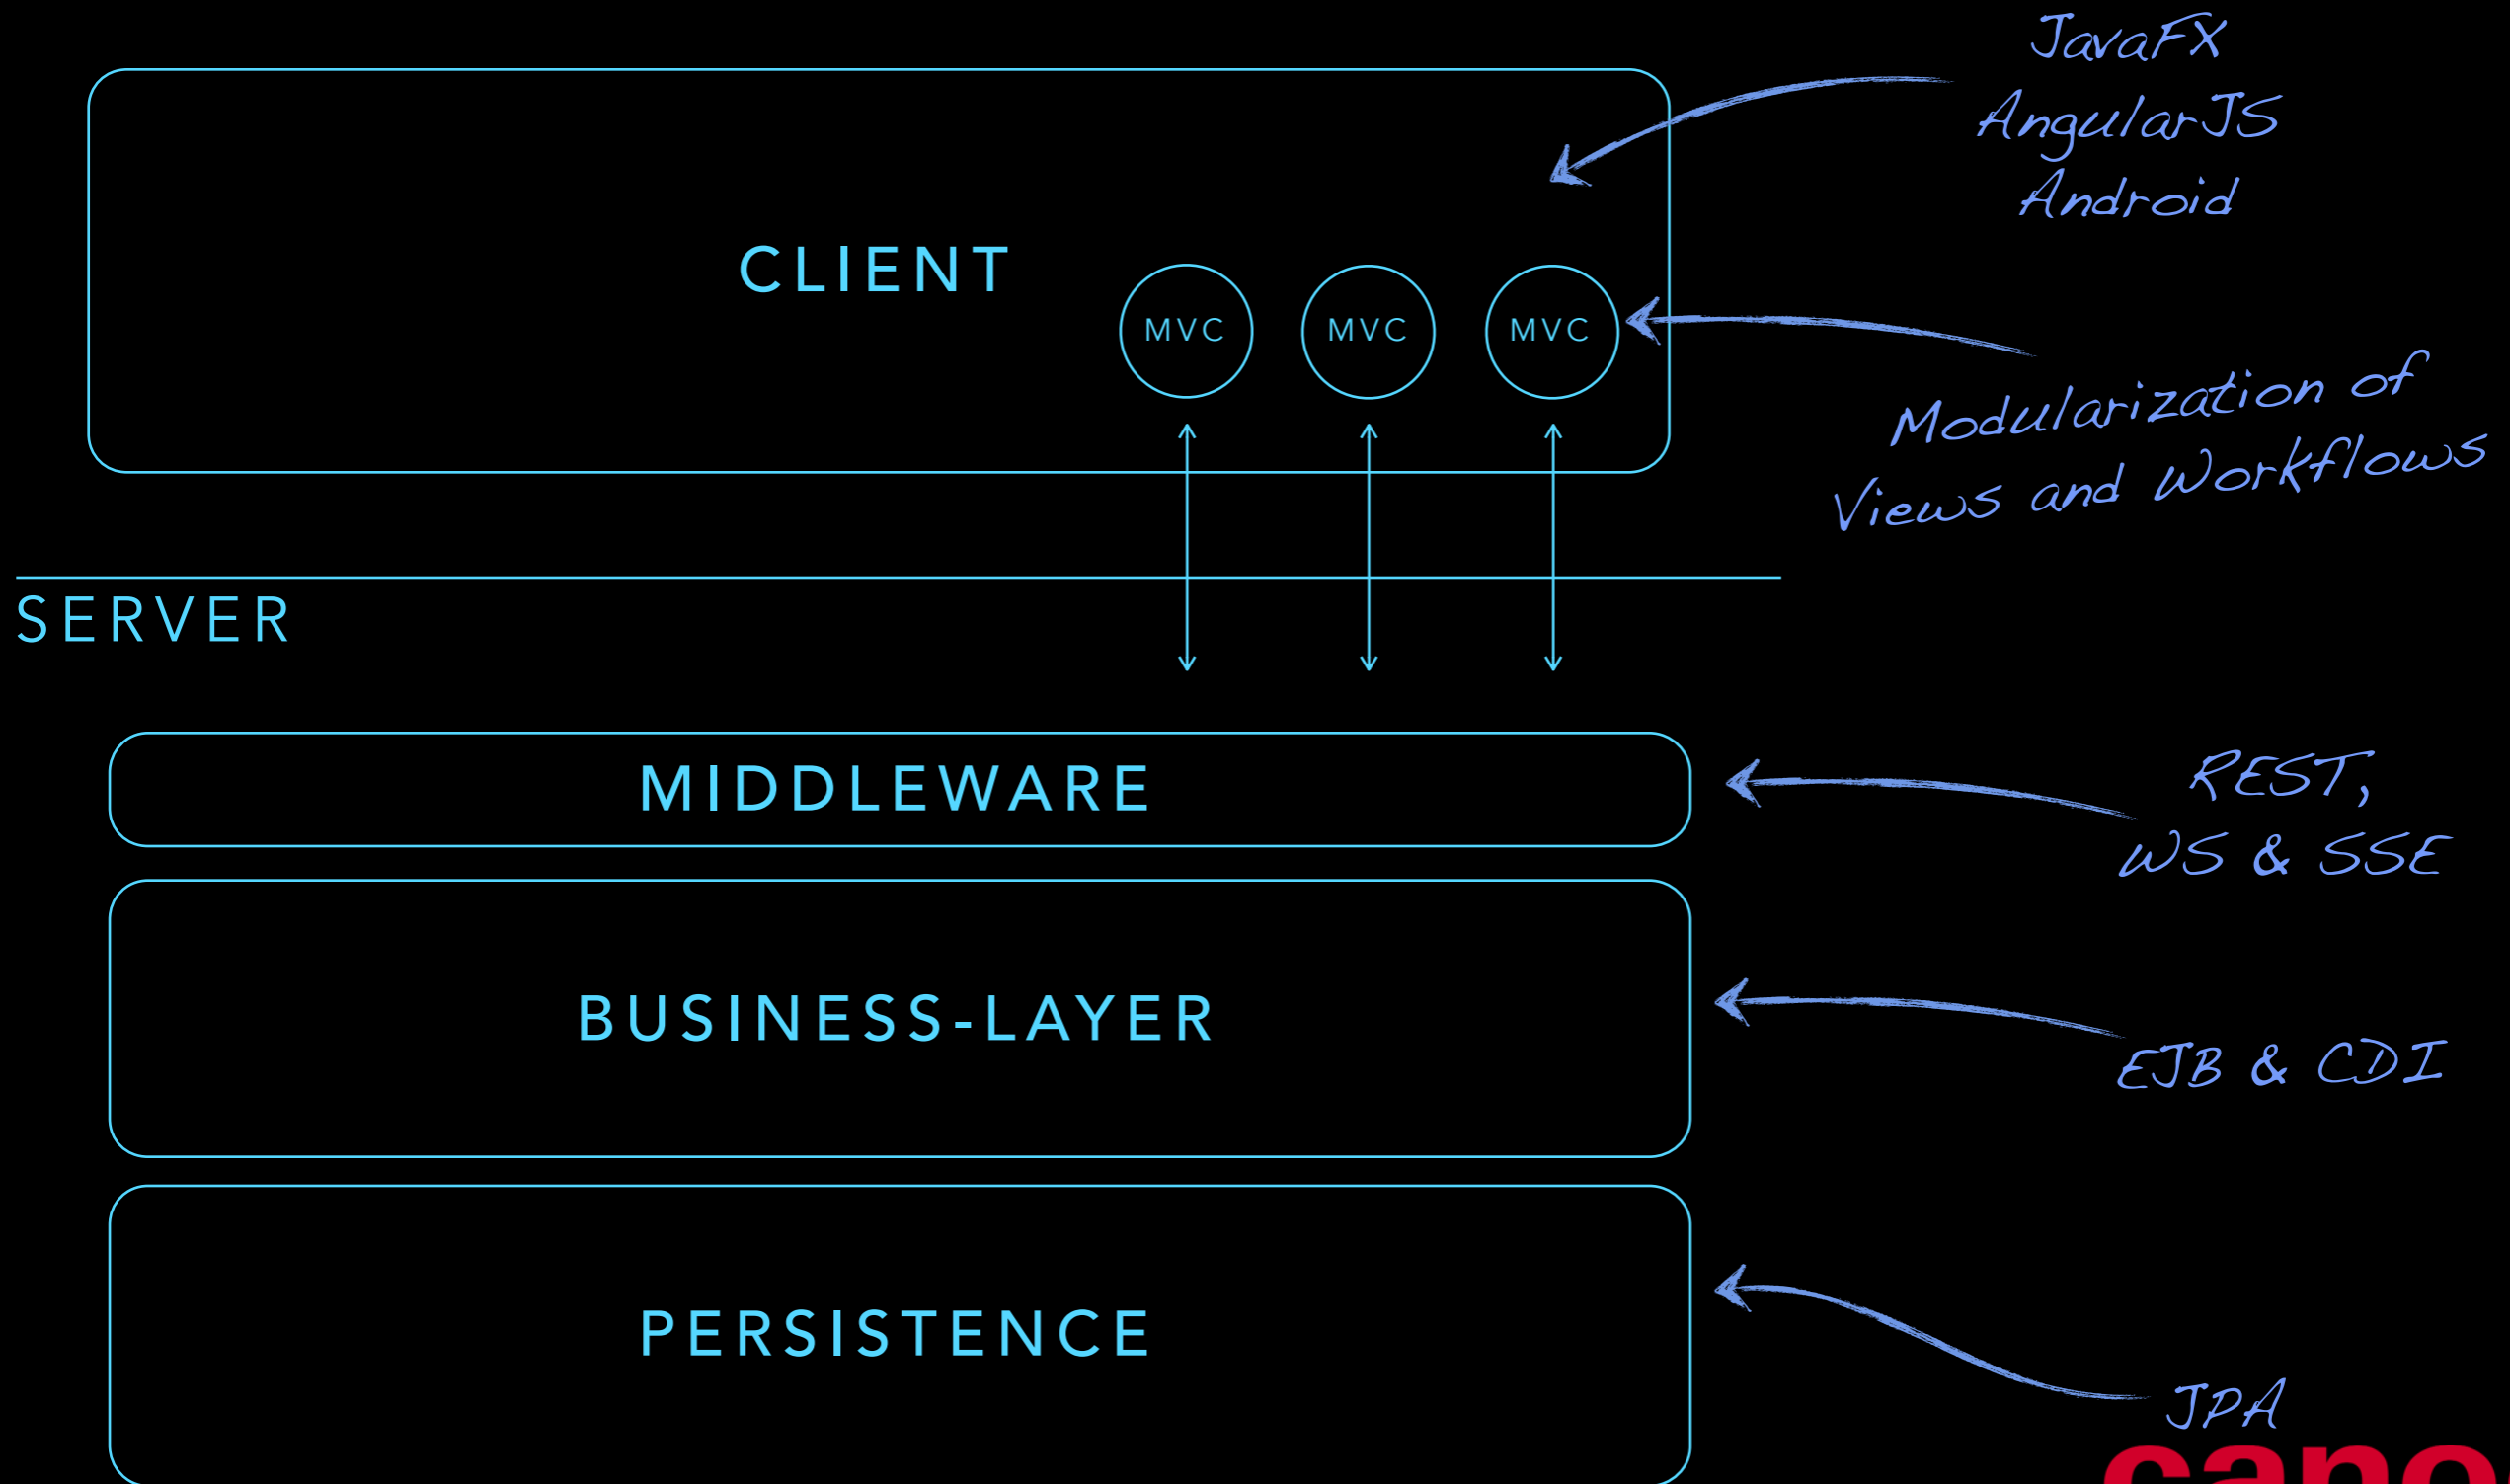 JavaFX
AngularJS
Android
CLIENT
MVC MVC MVC
Modularization of
Views and Workflows
SERVER
MIDDLEWARE
REST,
WS & SSE
BUSINESS-LAYER
EJB & CDI
PERSISTENCE
JPA